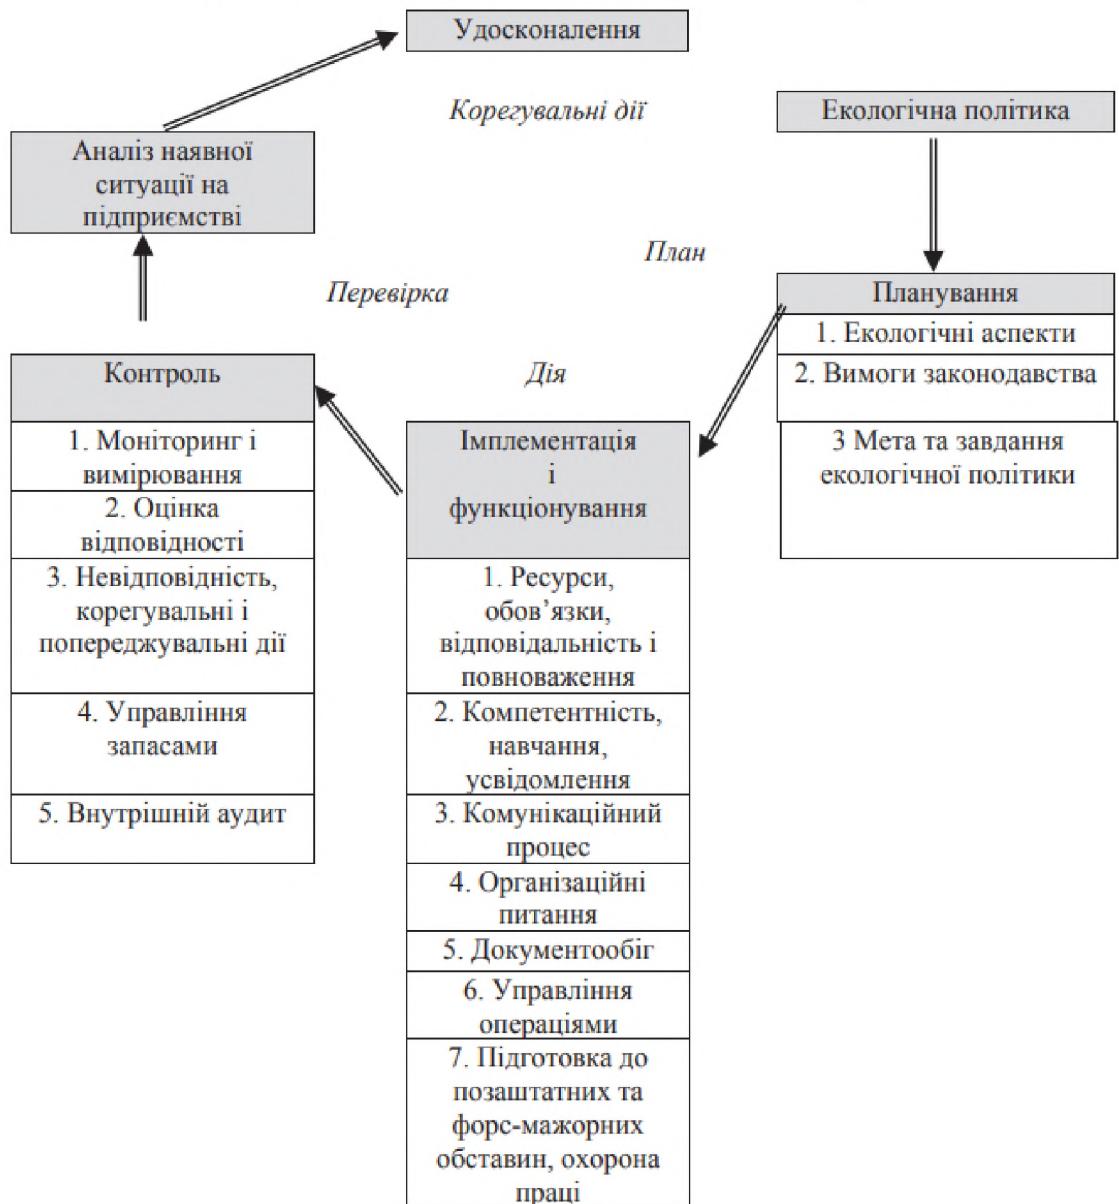 Удосконалення
Корегувальні дії
Екологічна політика
Аналіз наявної
ситуації на
підприємстві
План
Перевірка
Планування
1. Екологічні аспекти
2. Вимоги законодавства
3 Мета та завдання
екологічної політики
Контроль
1. Моніторинг і
вимірювання
2. Оцінка
відповідності
3. Невідповідність,
корегувальні і
попереджувальні дії
4. Управління
запасами
5. Внутрішній аудит
Дія
Імплементація
і
функціонування
1. Ресурси,
обов’язки,
відповідальність і
повноваження
2. Компетентність,
навчання,
усвідомлення
3. Комунікаційний
процес
4. Організаційні
питання
5. Документообіг
6. Управління
операціями
7. Підготовка до
позаштатних та
форс-мажорних
обставин, охорона
праці